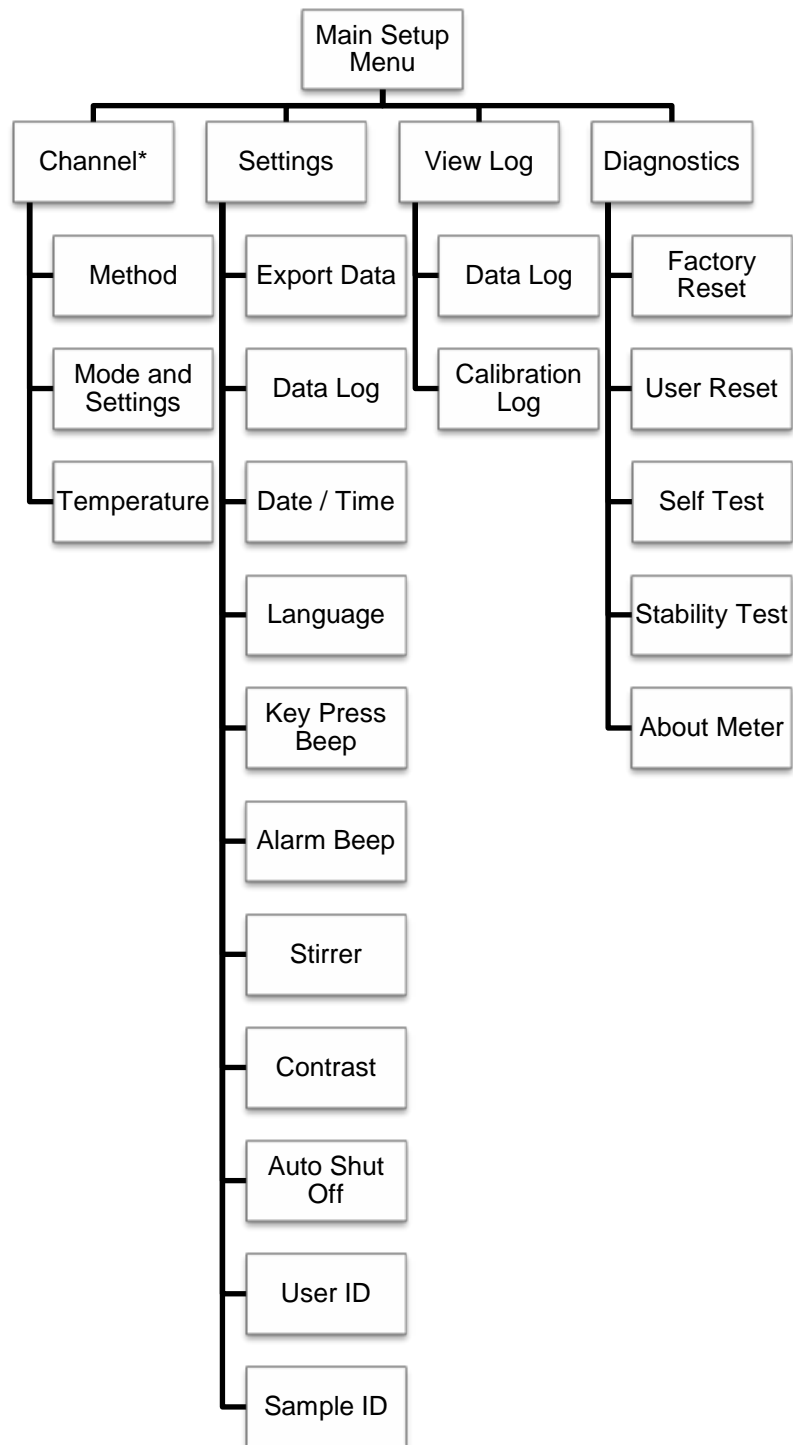 Main Setup
Menu
Channel*
Method
Mode and
Settings
Temperature
Settings
Export Data
Data Log
Date / Time
Language
Key Press
Beep
Alarm Beep
Stirrer
Contrast
Auto Shut
Off
User ID
Sample ID
View Log
Data Log
Calibration
Log
Diagnostics
Factory
Reset
User Reset
Self Test
Stability Test
About Meter